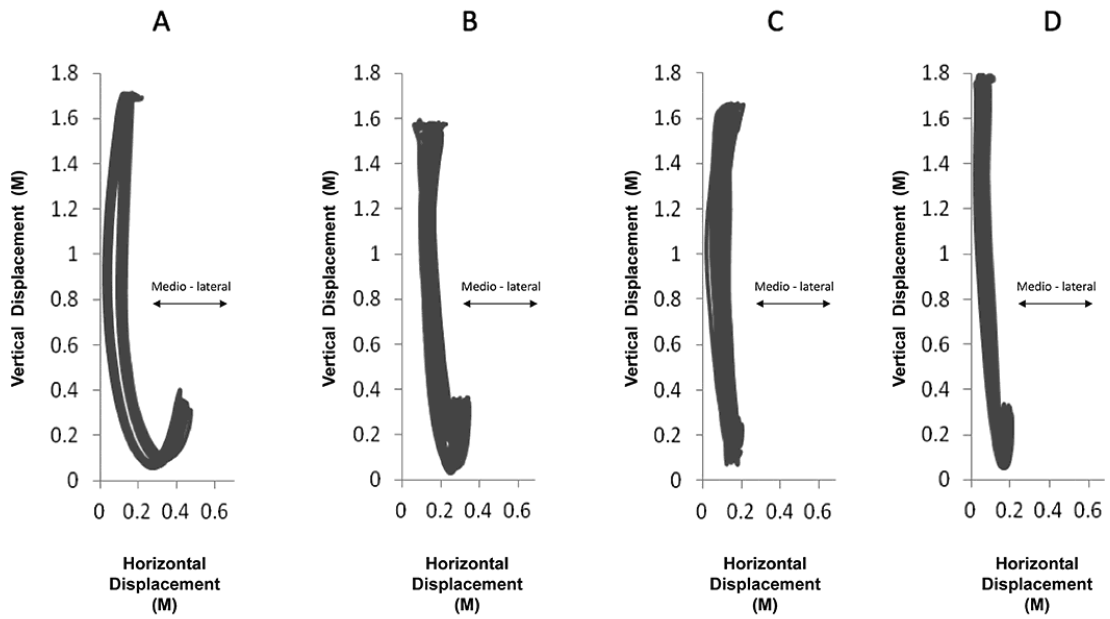 A
B
C
D
1.8
1.6
1.4
1.2
1
0.8
0.6
0.4
0.2
0
0 0.2 0.4 0.6
Vertical Displacement (M)
Medio - lateral
Horizontal
Displacement
(M)
1.8
1.6
1.4
1.2
1
0.8
0.6
0.4
0.2
0
0 0.2 0.4 0.6
Vertical Displacement (M)
Medio - lateral
Horizontal
Displacement
(M)
1.8
1.6
1.4
1.2
1
0.8
0.6
0.4
0.2
0
0 0.2 0.4 0.6
Vertical Displacement (M)
Medio - lateral
Horizontal
Displacement
(M)
1.8
1.6
1.4
1.2
1
0.8
0.6
0.4
0.2
0
0 0.2 0.4 0.6
Vertical Displacement (M)
Medio - lateral
Horizontal
Displacement
(M)